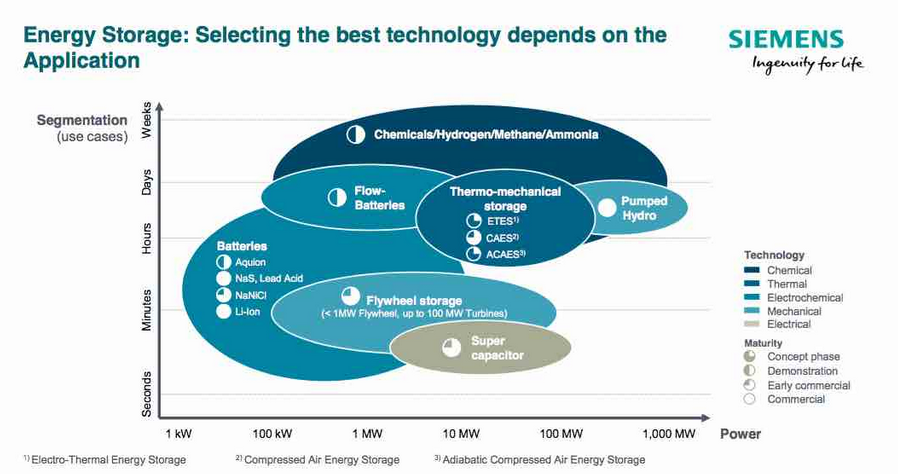 Energy Storage: Selecting the best technology depends on the
Application
SIEMENS
Ingenuity for life
Segmentation
(use cases)
Weeks
Days
Hours
Minutes
Seconds
Chemicals/Hydrogen/Methane/Ammonia
Flow-
Batteries
Thermo-mechanical
storage
ETES1)
CAES2)
ACAES3)
Pumped
Hydro
Batteries
Aquion
NaS, Lead Acid
NaNiCl
Li-Ion
Flywheel storage
(< 1MW Flywheel, up to 100 MW Turbines)
Super
capacitor
Technology
Chemical
Thermal
Electrochemical
Mechanical
Electrical
Maturity
Concept phase
Demonstration
Early commercial
Commercial
1 kW 100 kW 1 MW 10 MW 100 MW 1,000 MW Power
1) Electro-Thermal Energy Storage 2) Compressed Air Energy Storage 3) Adiabatic Compressed Air Energy Storage